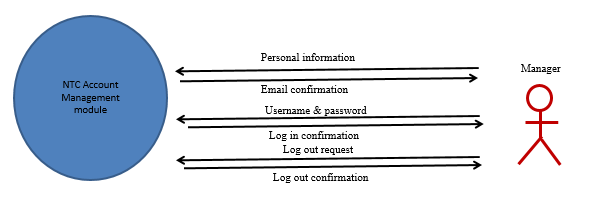 NTC Account
Management
module
Personal information
Email confirmation
Username & password
Log in confirmation
Log out request
Log out confirmation
Manager